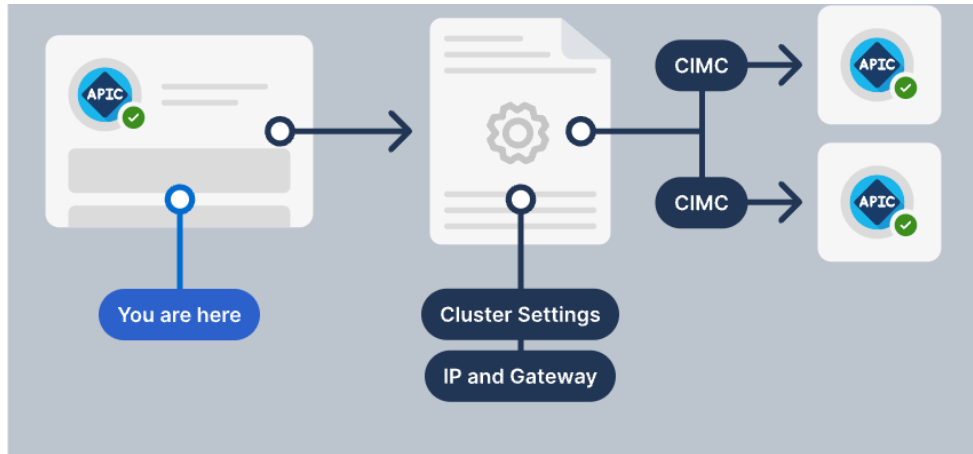 APIC
You are here
Cluster Settings
IP and Gateway
CIMC
APIC
CIMC
APIC